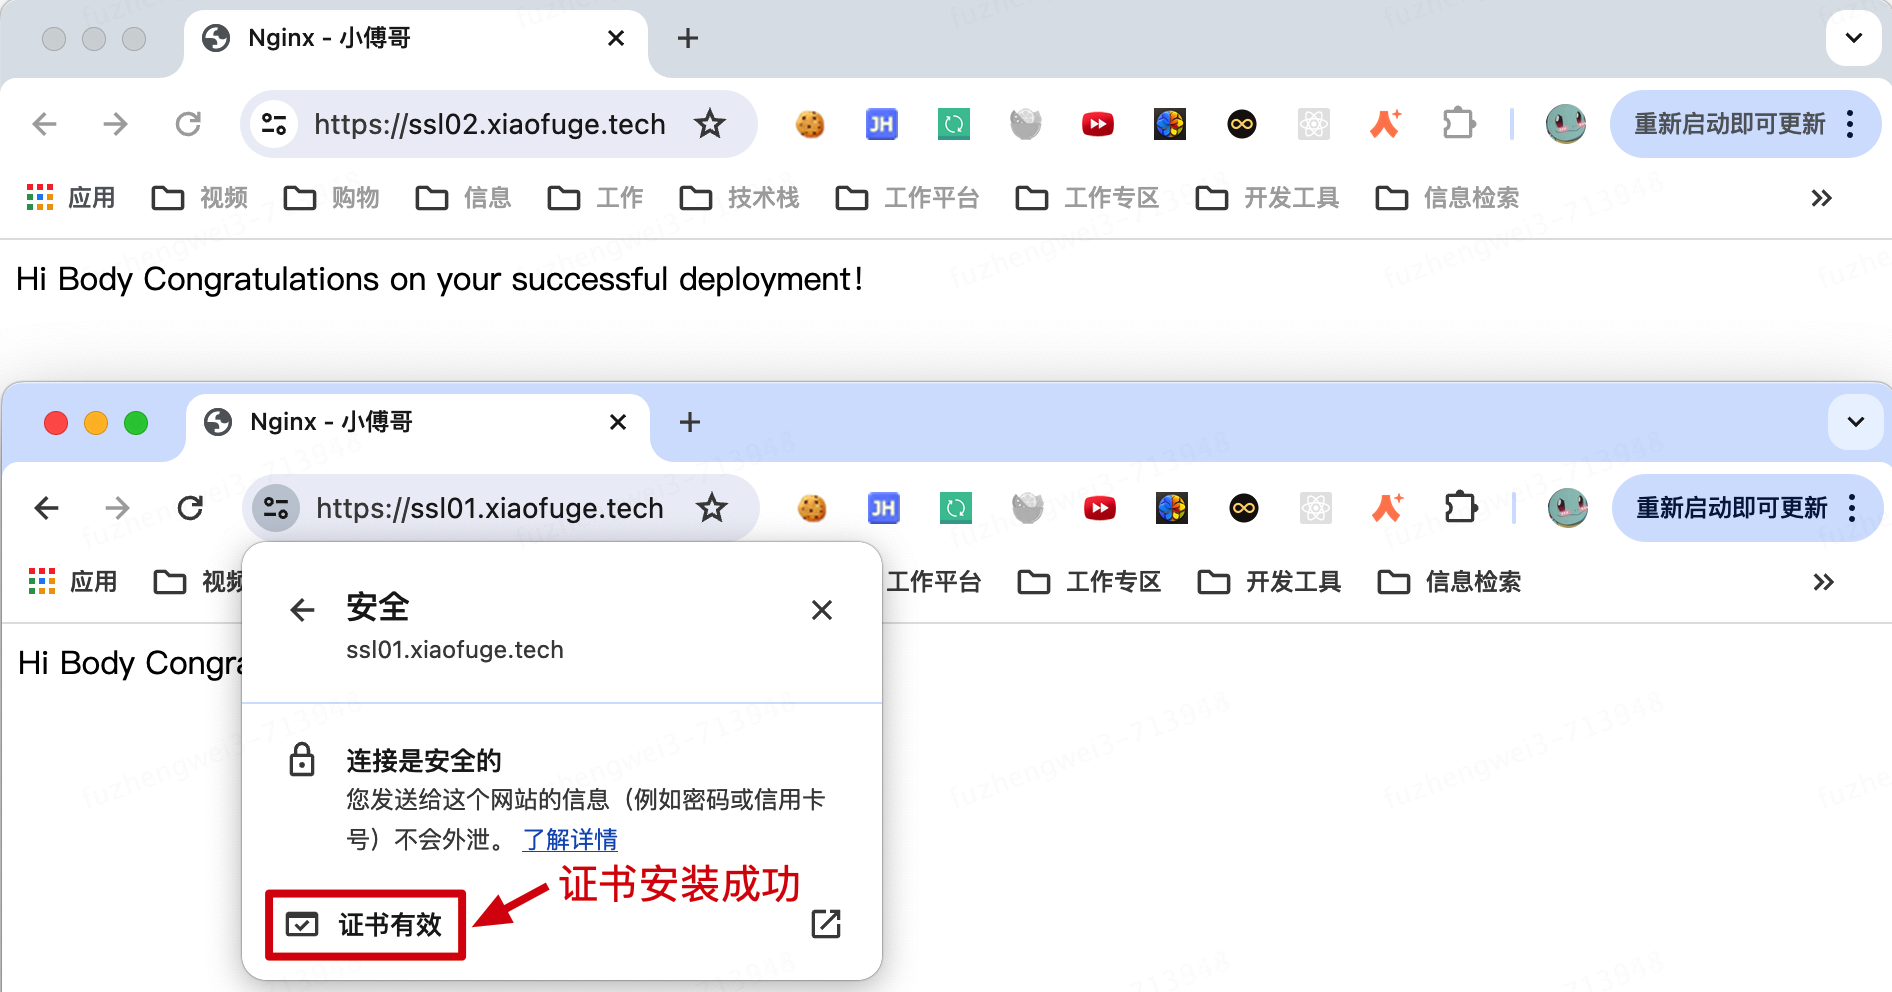 Nginx - 小傅哥
https://ssl02.xiaofuge.tech
JH
重新启动即可更新
应用 视频 购物 信息 工作 技术栈 工作平台 工作专区 开发工具 信息检索
Hi Body Congratulations on your successful deployment!
Nginx - 小傅哥
https://ssl01.xiaofuge.tech
JH
重新启动即可更新
应用 视频 工作平台 工作专区 开发工具 信息检索
Hi Body Congra
安全
ssl01.xiaofuge.tech
连接是安全的
您发送给这个网站的信息（例如密码或信用卡
号）不会外泄。 了解详情
证书安装成功
证书有效
fuzhengwei3-713948